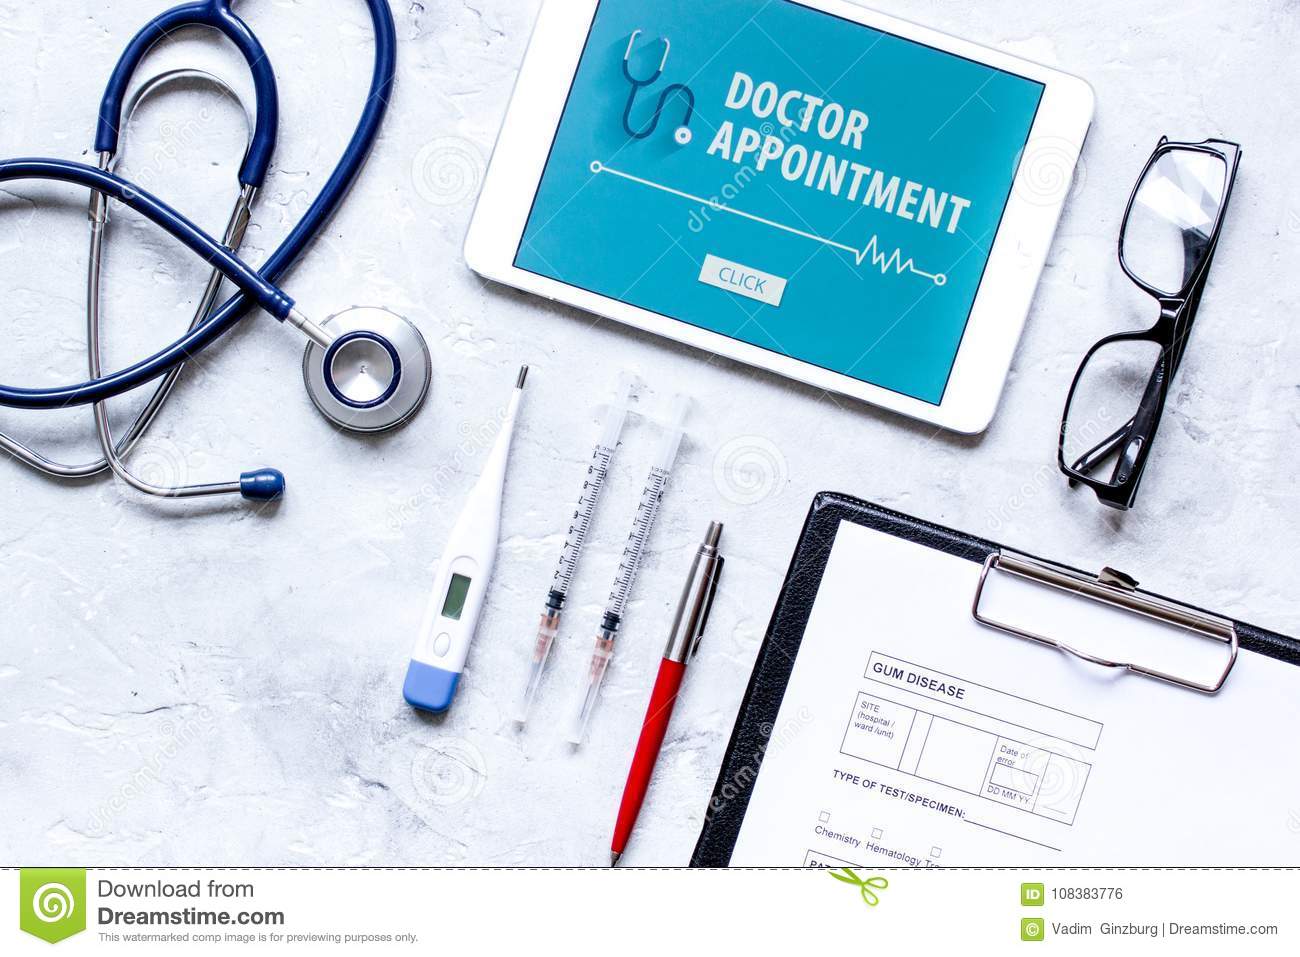 DOCTOR
APPOINTMENT
CLICK
GUM DISEASE
SITE
(hospital /
ward /unit)
Date of
error
DD MM YY
TYPE OF TEST/SPECIMEN:
Chemistry Hematology
Download from
Dreamstime.com
This watermarked comp image is for previewing purposes only.
ID 108383776
© Vadim Ginzburg | Dreamstime.com